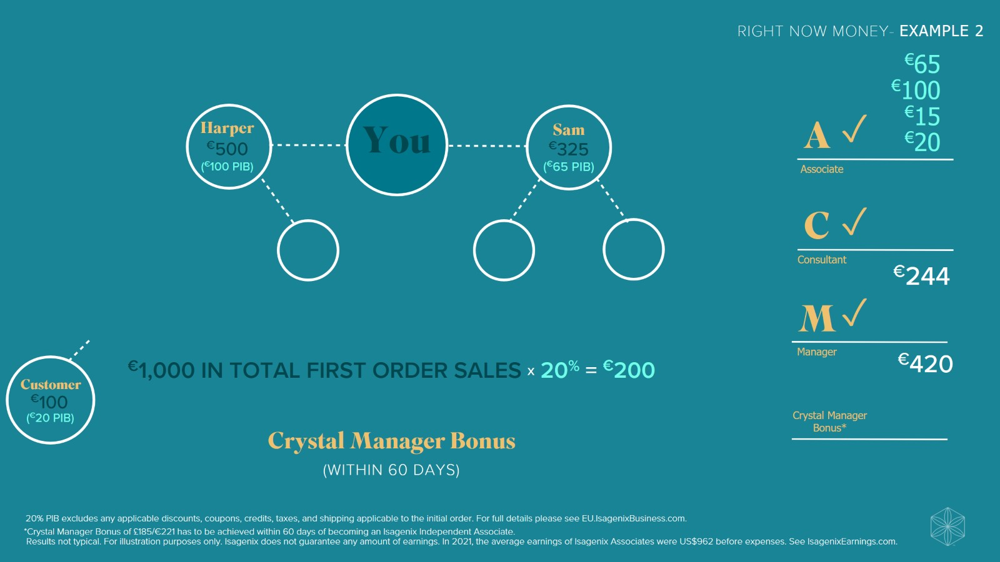 RIGHT NOW MONEY- EXAMPLE 2
€65
€100
€15
€20
A ✓
Associate
Harper
€500
(€100 PIB)
You
Sam
€325
(€65 PIB)
C ✓
Consultant
€244
M ✓
Manager
€420
Customer
€100
(€20 PIB)
€1,000 IN TOTAL FIRST ORDER SALES x 20% = €200
Crystal Manager Bonus
(WITHIN 60 DAYS)
Crystal Manager
Bonus*
20% PIB excludes any applicable discounts, coupons, credits, taxes, and shipping applicable to the initial order. For full details please see EU.IsagenixBusiness.com.
*Crystal Manager Bonus of £185/€221 has to be achieved within 60 days of becoming an Isagenix Independent Associate.
Results not typical. For illustration purposes only. Isagenix does not guarantee any amount of earnings. In 2021, the average earnings of Isagenix Associates were US$962 before expenses. See IsagenixEarnings.com.